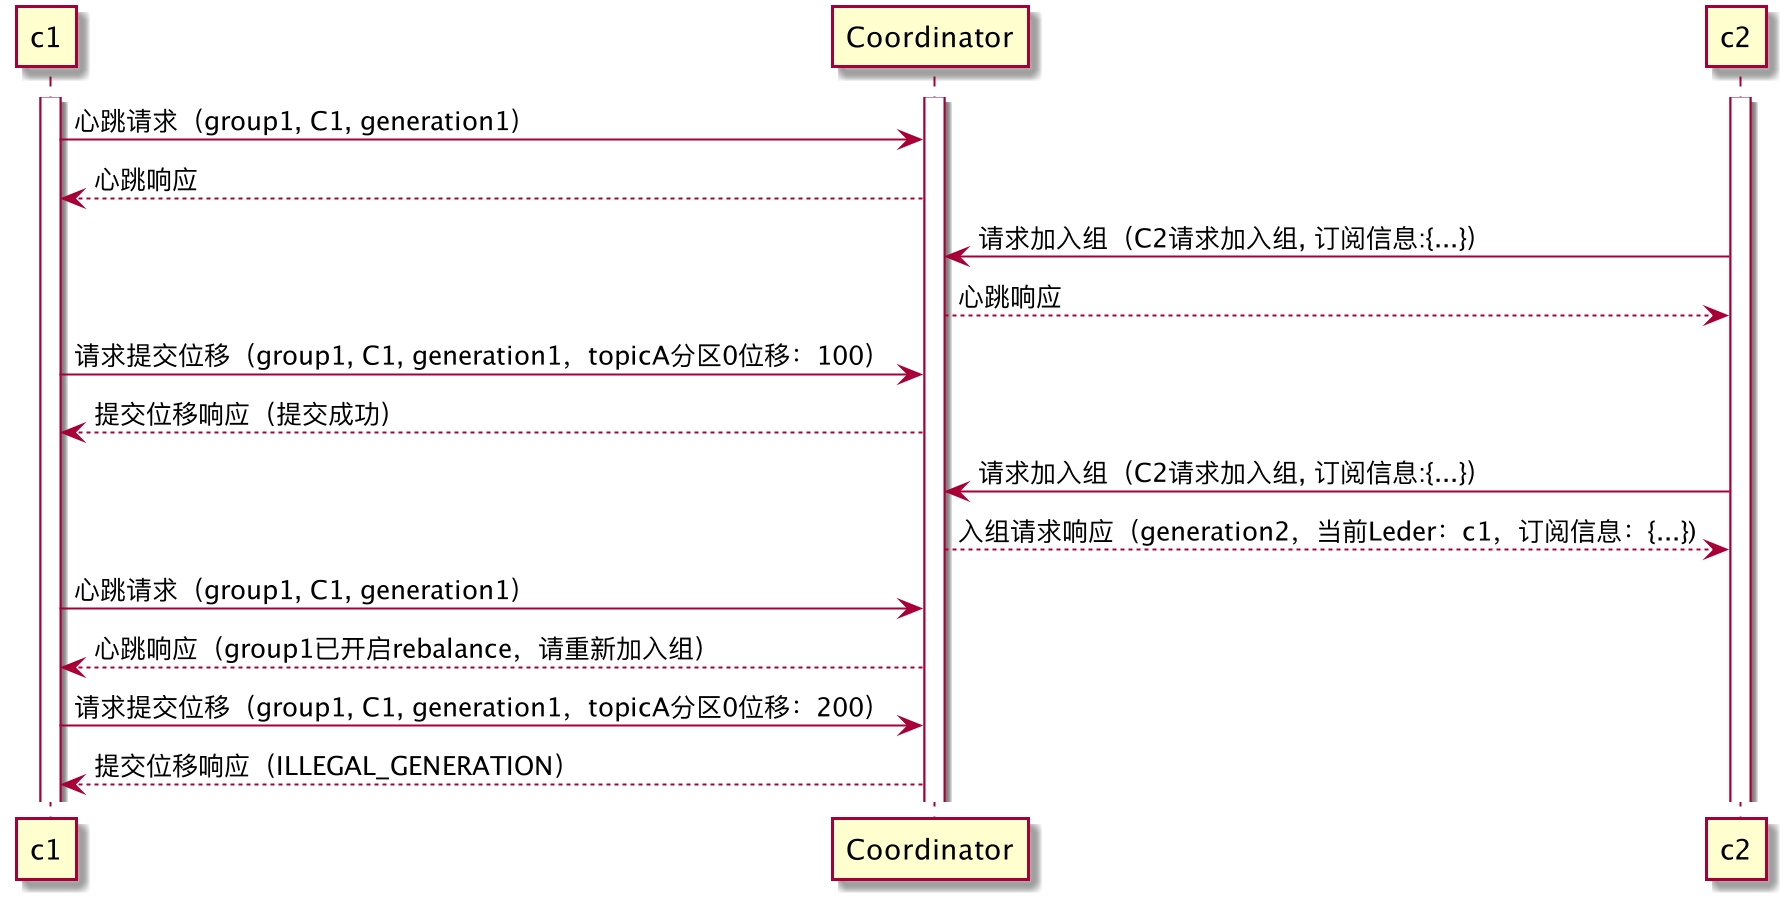 c1
Coordinator
c2
心跳请求（group1, C1, generation1）
心跳响应
请求加入组（C2请求加入组, 订阅信息:{...}）
心跳响应
请求提交位移（group1, C1, generation1，topicA分区0位移：100）
提交位移响应（提交成功）
请求加入组（C2请求加入组, 订阅信息:{...}）
入组请求响应（generation2，当前Leder：c1，订阅信息：{...}）
心跳请求（group1, C1, generation1）
心跳响应（group1已开启rebalance，请重新加入组）
请求提交位移（group1, C1, generation1，topicA分区0位移：200）
提交位移响应（ILLEGAL_GENERATION）
c1
Coordinator
c2